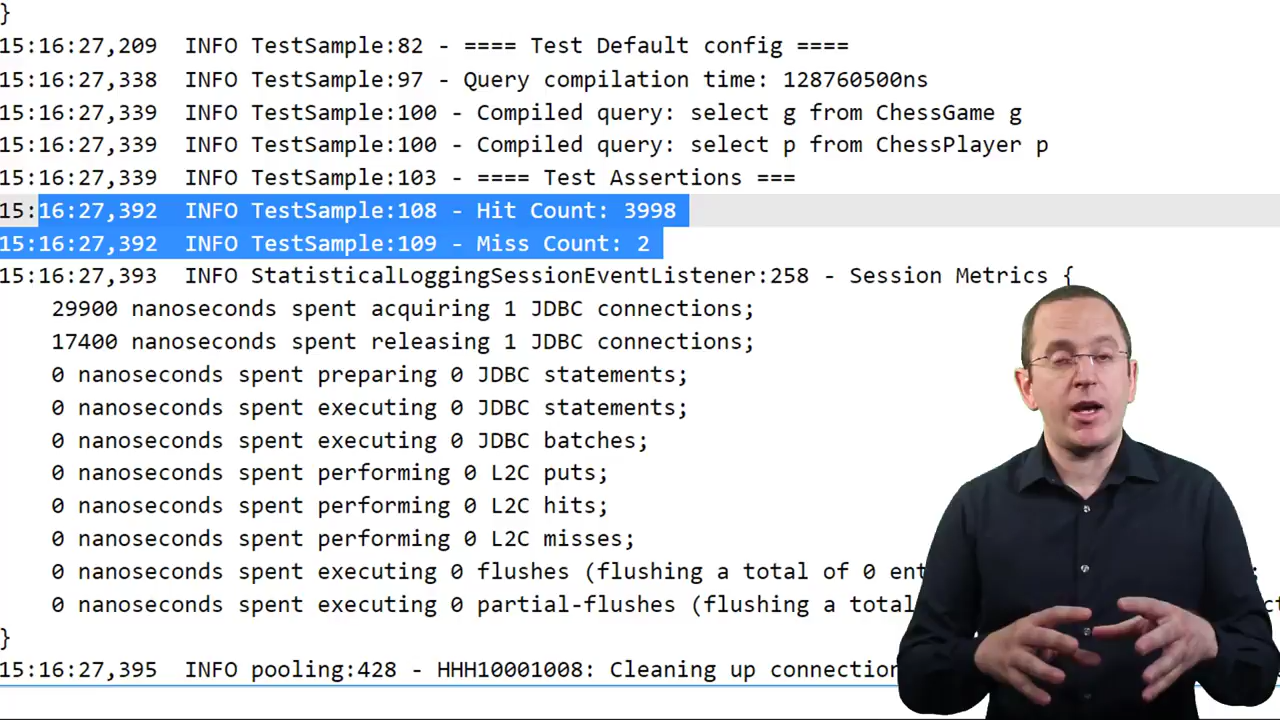 }
15:16:27,209  INFO TestSample:82 - ==== Test Default config ====
15:16:27,338  INFO TestSample:97 - Query compilation time: 128760500ns
15:16:27,339  INFO TestSample:100 - Compiled query: select g from ChessGame g
15:16:27,339  INFO TestSample:100 - Compiled query: select p from ChessPlayer p
15:16:27,339  INFO TestSample:103 - ==== Test Assertions ===
15:16:27,392  INFO TestSample:108 - Hit Count: 3998
15:16:27,392  INFO TestSample:109 - Miss Count: 2
15:16:27,393  INFO StatisticalLoggingSessionEventListener:258 - Session Metrics {
    29900 nanoseconds spent acquiring 1 JDBC connections;
    17400 nanoseconds spent releasing 1 JDBC connections;
    0 nanoseconds spent preparing 0 JDBC statements;
    0 nanoseconds spent executing 0 JDBC statements;
    0 nanoseconds spent executing 0 JDBC batches;
    0 nanoseconds spent performing 0 L2C puts;
    0 nanoseconds spent performing 0 L2C hits;
    0 nanoseconds spent performing 0 L2C misses;
    0 nanoseconds spent executing 0 flushes (flushing a total of 0
    0 nanoseconds spent executing 0 partial-flushes (flushing a total
}
15:16:27,395  INFO pooling:428 - HHH10001008: Cleaning up